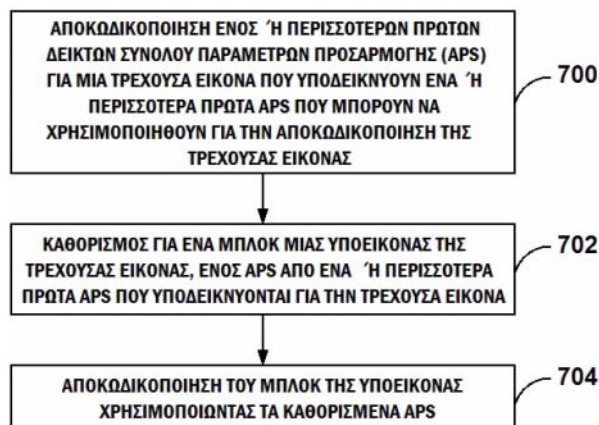 ΑΠΟΚΩΔΙΚΟΠΟΙΗΣΗ ΕΝΟΣ ΄Η ΠΕΡΙΣΣΟΤΕΡΩΝ ΠΡΩΤΩΝ
ΔΕΙΚΤΩΝ ΣΥΝΟΛΟΥ ΠΑΡΑΜΕΤΡΩΝ ΠΡΟΣΑΡΜΟΓΗΣ (APS)
ΓΙΑ ΜΙΑ ΤΡΕΧΟΥΣΑ ΕΙΚΟΝΑ ΠΟΥ ΥΠΟΔΕΙΚΝΥΟΥΝ ΕΝΑ ΄Η
ΠΕΡΙΣΣΟΤΕΡΑ ΠΡΩΤΑ APS ΠΟΥ ΜΠΟΡΟΥΝ ΝΑ
ΧΡΗΣΙΜΟΠΟΙΗΘΟΥΝ ΓΙΑ ΤΗΝ ΑΠΟΚΩΔΙΚΟΠΟΙΗΣΗ ΤΗΣ
ΤΡΕΧΟΥΣΑΣ ΕΙΚΟΝΑΣ
700
ΚΑΘΟΡΙΣΜΟΣ ΓΙΑ ΕΝΑ ΜΠΛΟΚ ΜΙΑΣ ΥΠΟΕΙΚΟΝΑΣ ΤΗΣ
ΤΡΕΧΟΥΣΑΣ ΕΙΚΟΝΑΣ, ΕΝΟΣ APS ΑΠΟ ΕΝΑ ΄Η ΠΕΡΙΣΣΟΤΕΡΑ
ΠΡΩΤΑ APS ΠΟΥ ΥΠΟΔΕΙΚΝΥΟΝΤΑΙ ΓΙΑ ΤΗΝ ΤΡΕΧΟΥΣΑ ΕΙΚΟΝΑ
702
ΑΠΟΚΩΔΙΚΟΠΟΙΗΣΗ ΤΟΥ ΜΠΛΟΚ ΤΗΣ ΥΠΟΕΙΚΟΝΑΣ
ΧΡΗΣΙΜΟΠΟΙΩΝΤΑΣ ΤΑ ΚΑΘΟΡΙΣΜΕΝΑ APS
704